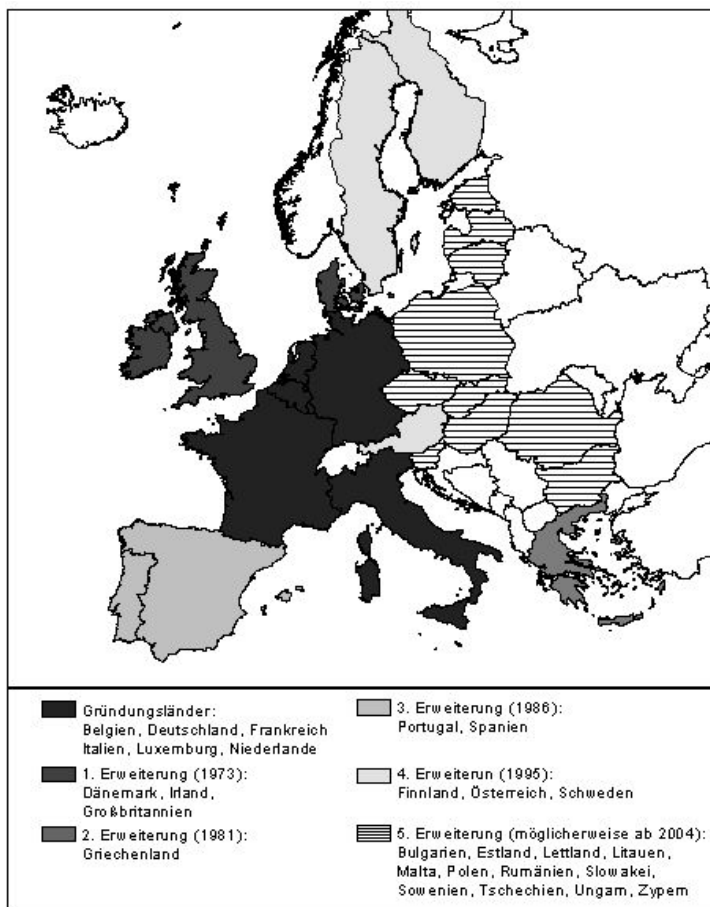 Gründungsländer:
Belgien, Deutschland, Frankreich
Italien, Luxemburg, Niederlande
1. Erweiterung (1973):
Dänemark, Irland,
Großbritannien
2. Erweiterung (1981):
Griechenland
3. Erweiterung (1986):
Portugal, Spanien
4. Erweiterun (1995):
Finnland, Österreich, Schweden
5. Erweiterung (möglicherweise ab 2004):
Bulgarien, Estland, Lettland, Litauen,
Malta, Polen, Rumänien, Slowakei,
Sowenien, Tschechien, Ungarn, Zypern